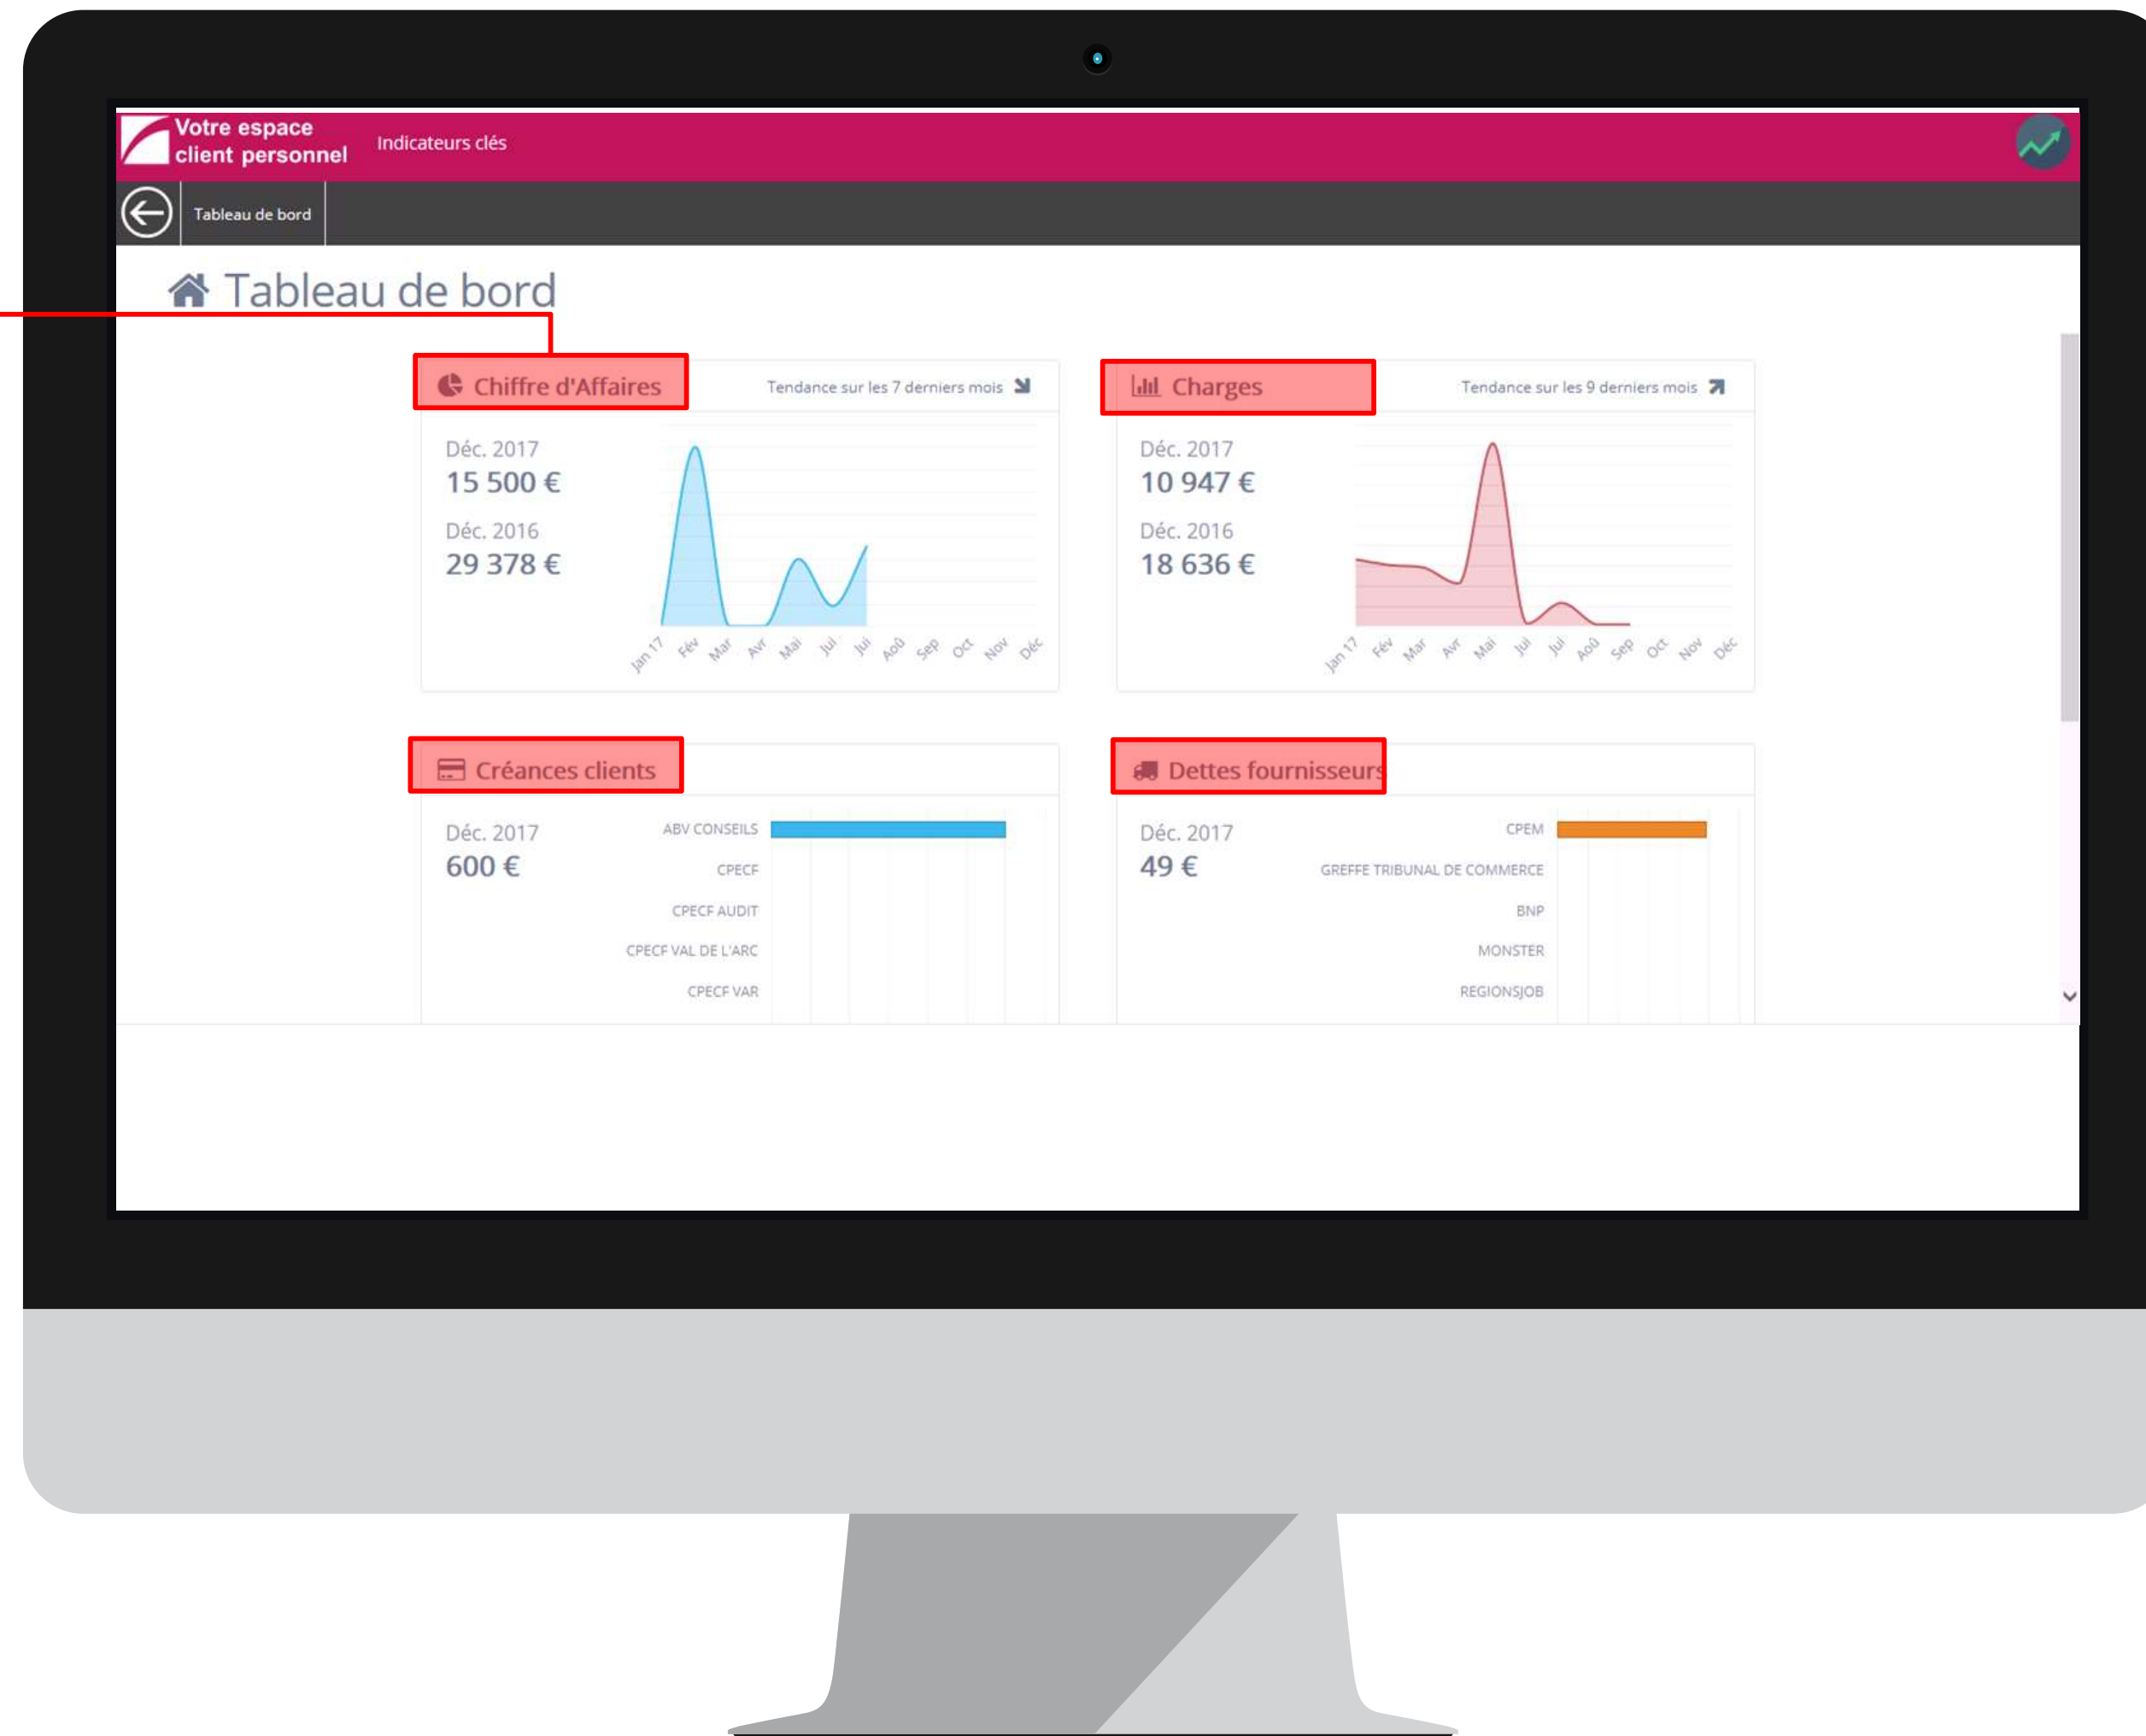 Votre espace
client personnel
Indicateurs clés
Tableau de bord
Tableau de bord
Chiffre d'Affaires
Tendance sur les 7 derniers mois
Déc. 2017
15 500 €
Déc. 2016
29 378 €
Jan 17 Fév Mar Avr Mai Jui Jui Aoû Sep Oct Nov Déc
Charges
Tendance sur les 9 derniers mois
Déc. 2017
10 947 €
Déc. 2016
18 636 €
Jan 17 Fév Mar Avr Mai Jui Jui Aoû Sep Oct Nov Déc
Créances clients
Déc. 2017
600 €
ABV CONSEILS
CPECF
CPECF AUDIT
CPECF VAL DE L'ARC
CPECF VAR
Dettes fournisseurs
Déc. 2017
49 €
CPEM
GREFFE TRIBUNAL DE COMMERCE
BNP
MONSTER
REGIONSJOB